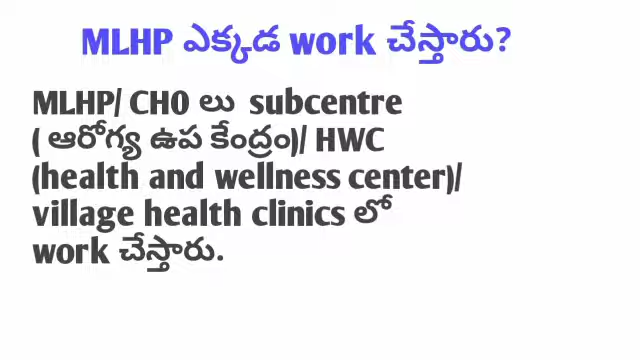 MLHP ఎక్కడ work చేస్తారు?
MLHP/ CHO లు subcentre
( ఆరోగ్య ఉప కేంద్రం)/ HWC
(health and wellness center)/
village health clinics లో
work చేస్తారు.